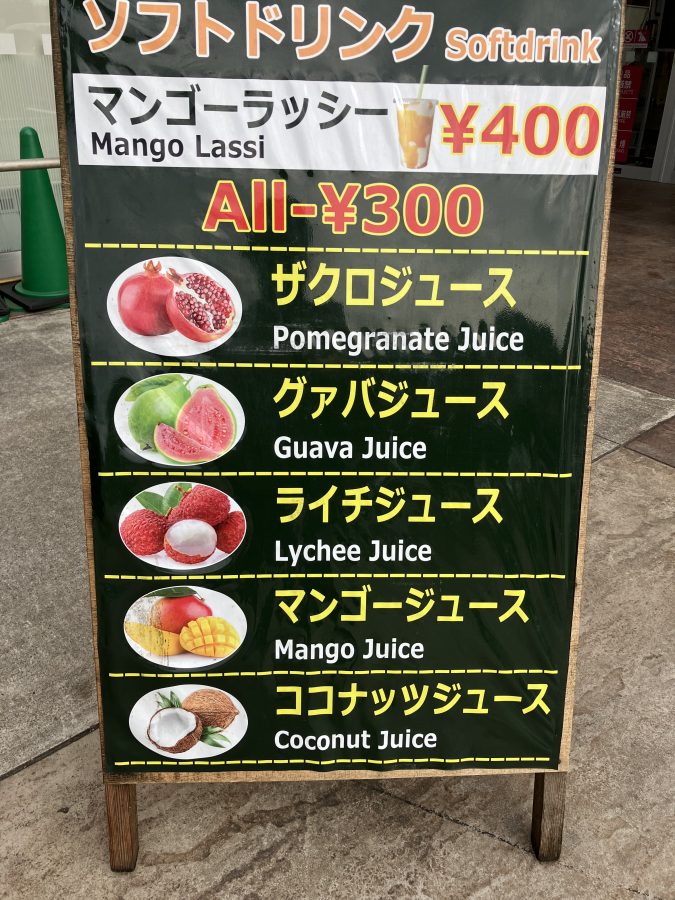 ソフトドリンク Softdrink
マンゴーラッシー
Mango Lassi
¥400
All-¥300
ザクロジュース
Pomegranate Juice
グァバジュース
Guava Juice
ライチジュース
Lychee Juice
マンゴージュース
Mango Juice
ココナッツジュース
Coconut Juice